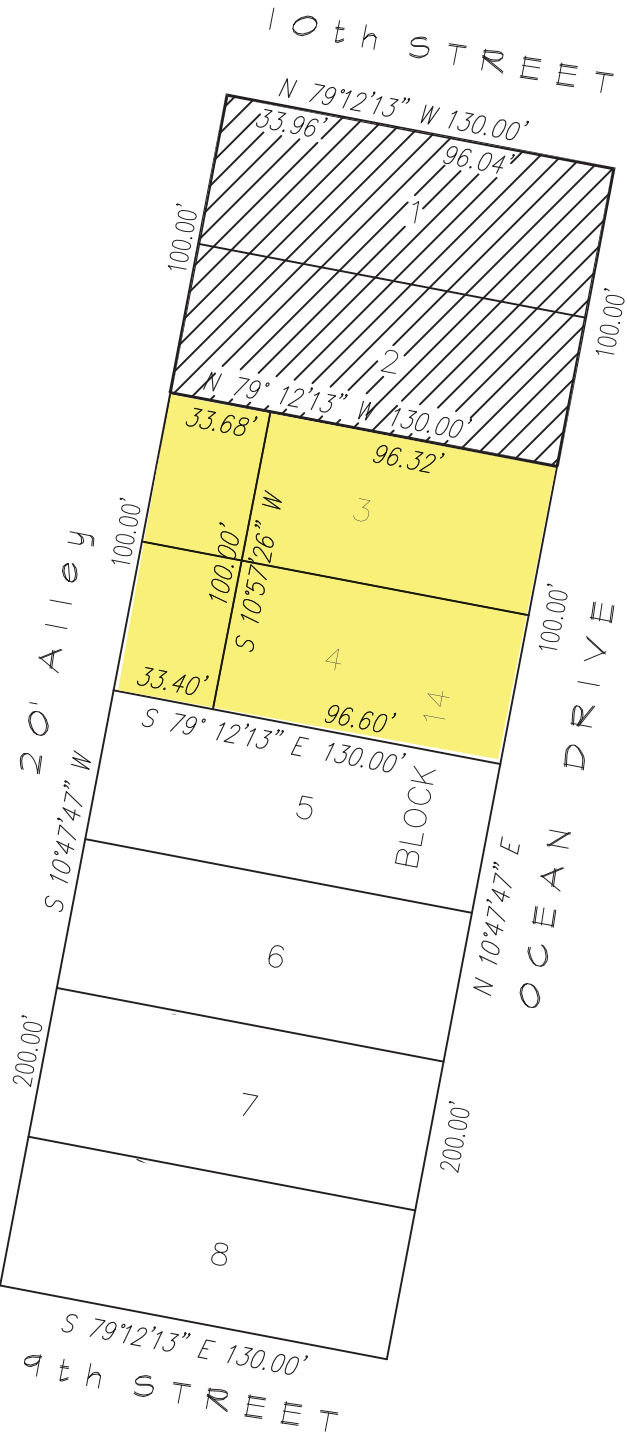 10th STREET
N 79°12'13" W 130.00'
33.96'
96.04'
1
100.00'
100.00'
2
N 79° 12'13" W 130.00'
33.68'
96.32'
3
100.00'
100.00'
S 10°57'26" W
100.00'
20' Alley
OCEAN DRIVE
4
33.40'
96.60'
14
BLOCK
S 79° 12'13" E 130.00'
5
S 10°47'47" W
N 10°47'47" E
6
200.00'
7
200.00'
8
S 79°12'13" E 130.00'
9th STREET